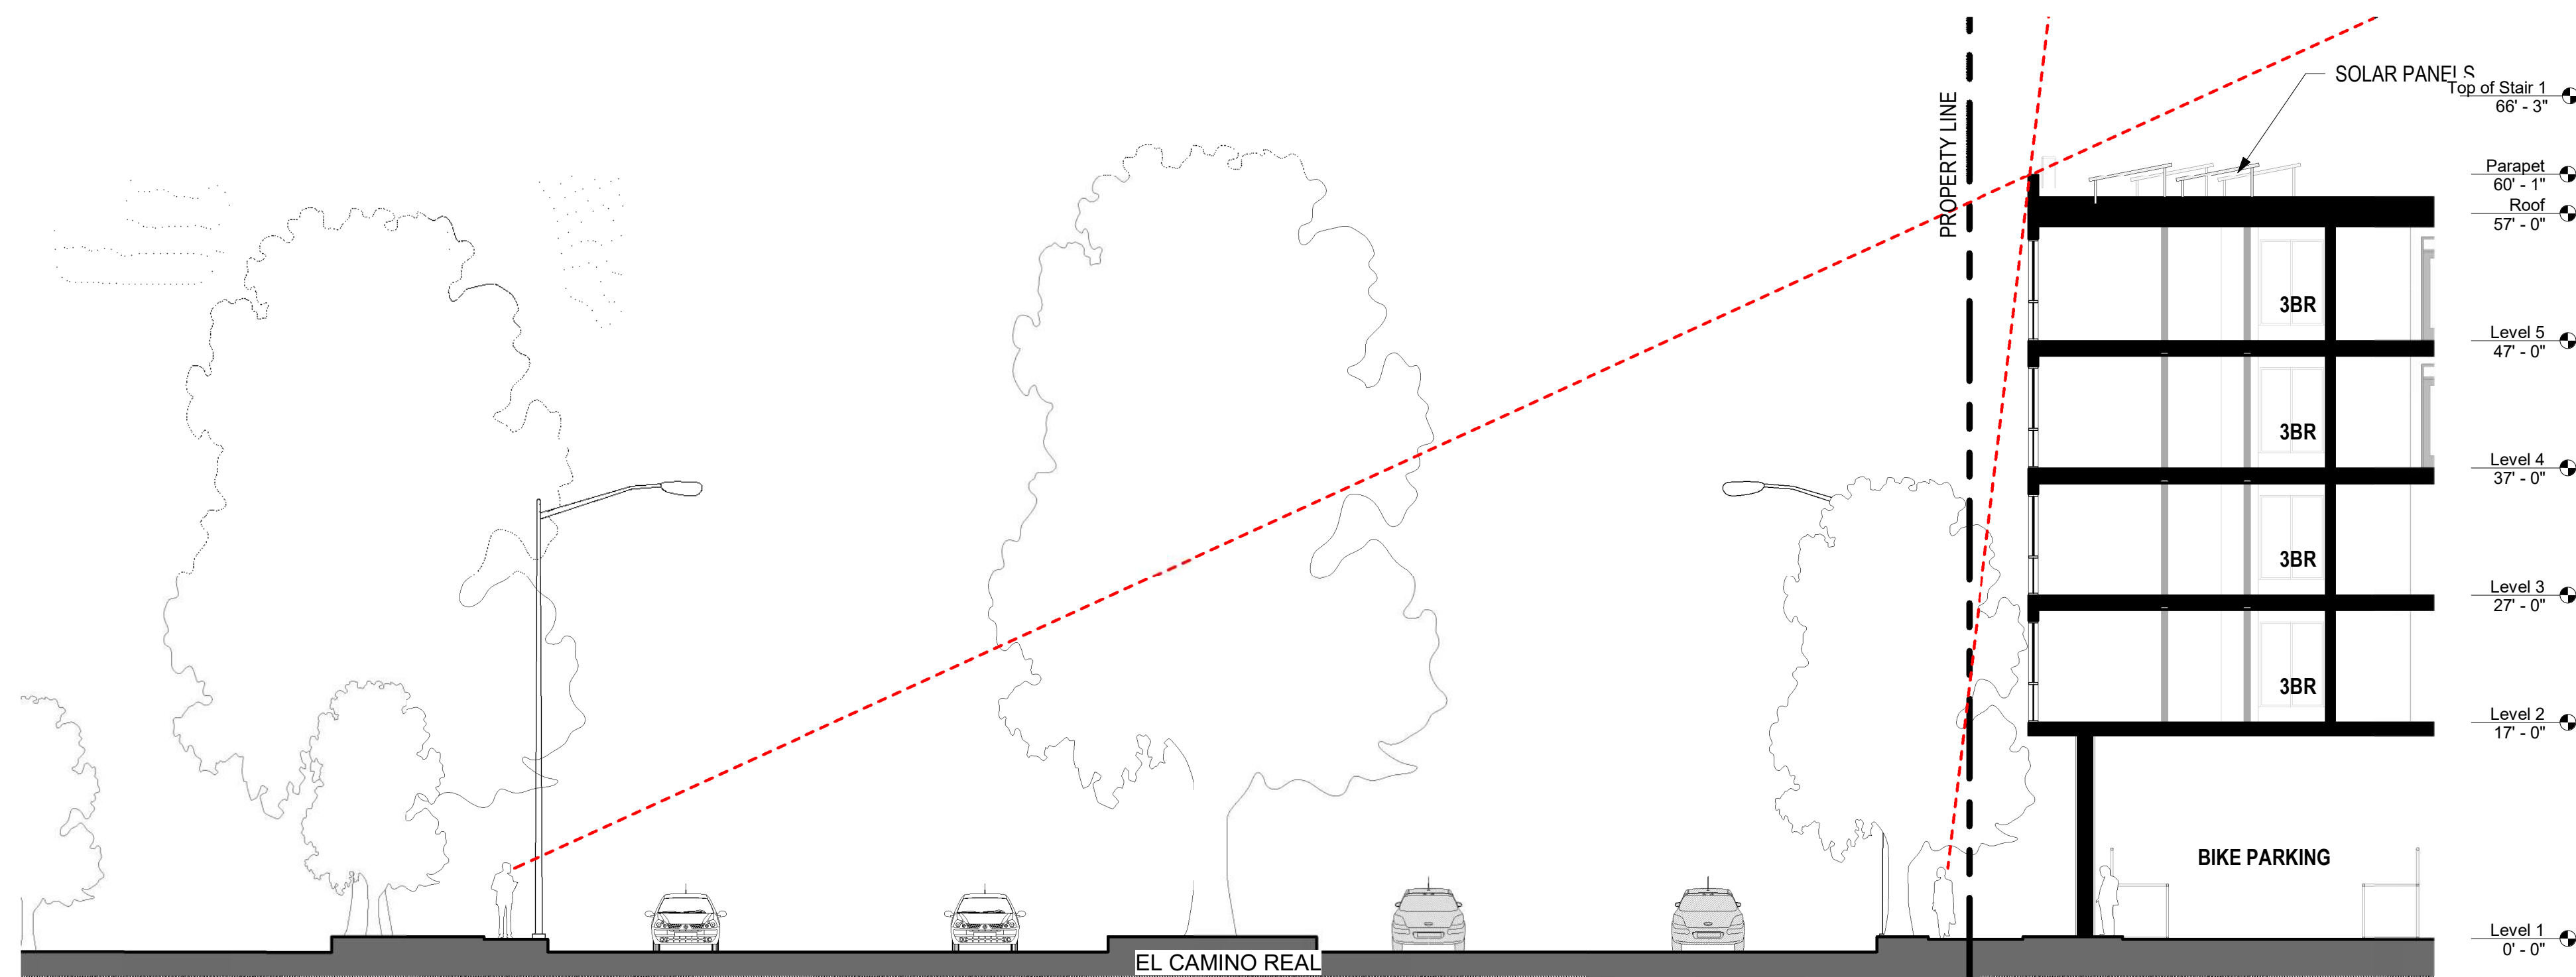 SOLAR PANELS
Top of Stair 1
66' - 3"
PROPERTY LINE
Parapet
60' - 1"
Roof
57' - 0"
3BR
Level 5
47' - 0"
3BR
Level 4
37' - 0"
3BR
Level 3
27' - 0"
3BR
Level 2
17' - 0"
BIKE PARKING
Level 1
0' - 0"
EL CAMINO REAL